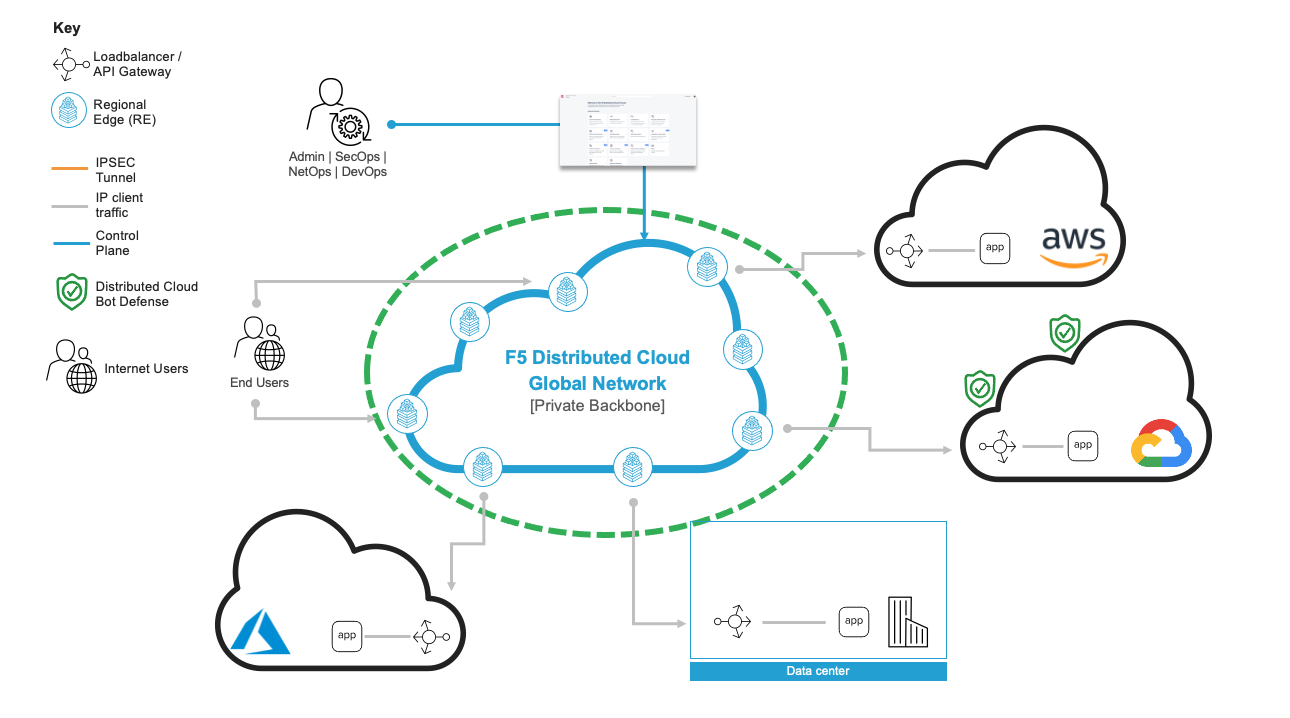 Key
Loadbalancer /
API Gateway
Regional
Edge (RE)
IPSEC
Tunnel
IP client
traffic
Control
Plane
Distributed Cloud
Bot Defense
Internet Users
Admin | SecOps |
NetOps | DevOps
End Users
F5 Distributed Cloud
Global Network
[Private Backbone]
app
aws
app
app
app
Data center